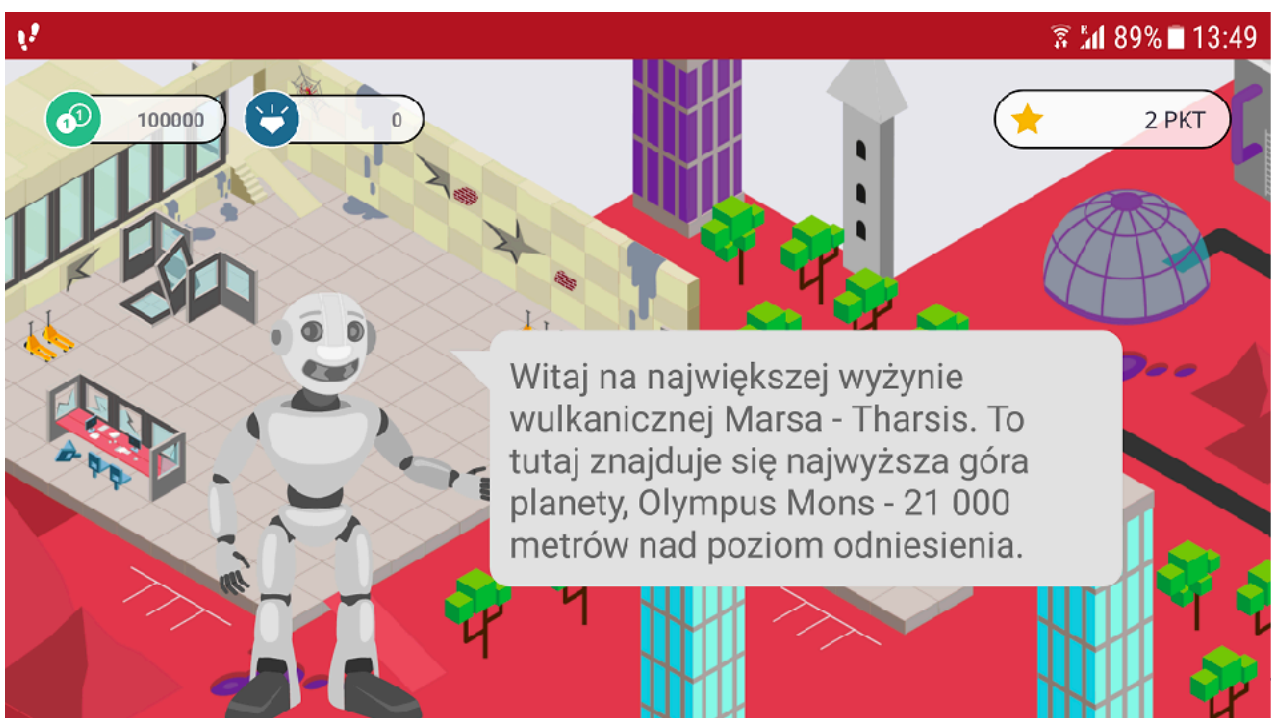 89% 13:49
100000 0 2 PKT
Witaj na największej wyżynie
wulkanicznej Marsa - Tharsis. To
tutaj znajduje się najwyższa góra
planety, Olympus Mons - 21 000
metrów nad poziom odniesienia.